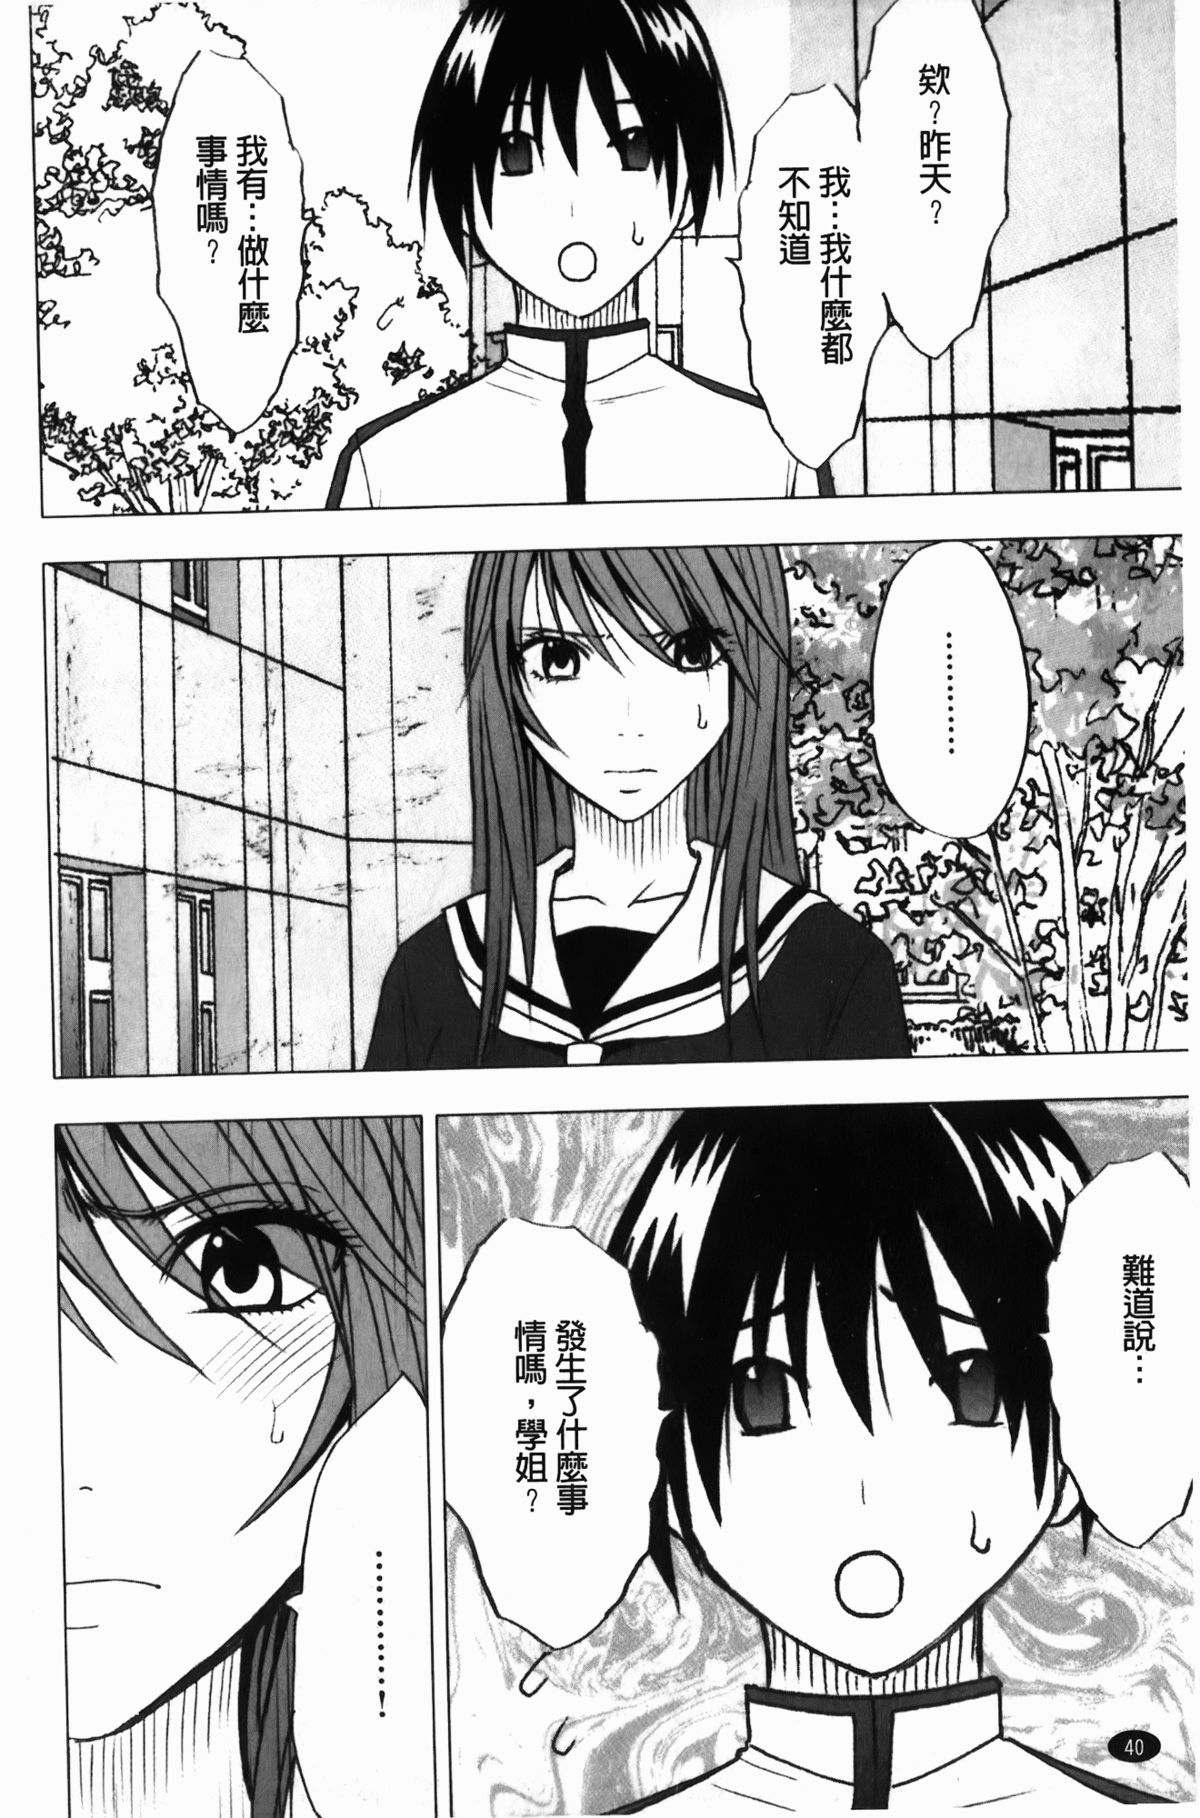 欸？昨天？
我…我什麼都
不知道
我有…做什麼
事情嗎？
………
難道說…
發生了什麼事
情嗎，學姐？
………！
40